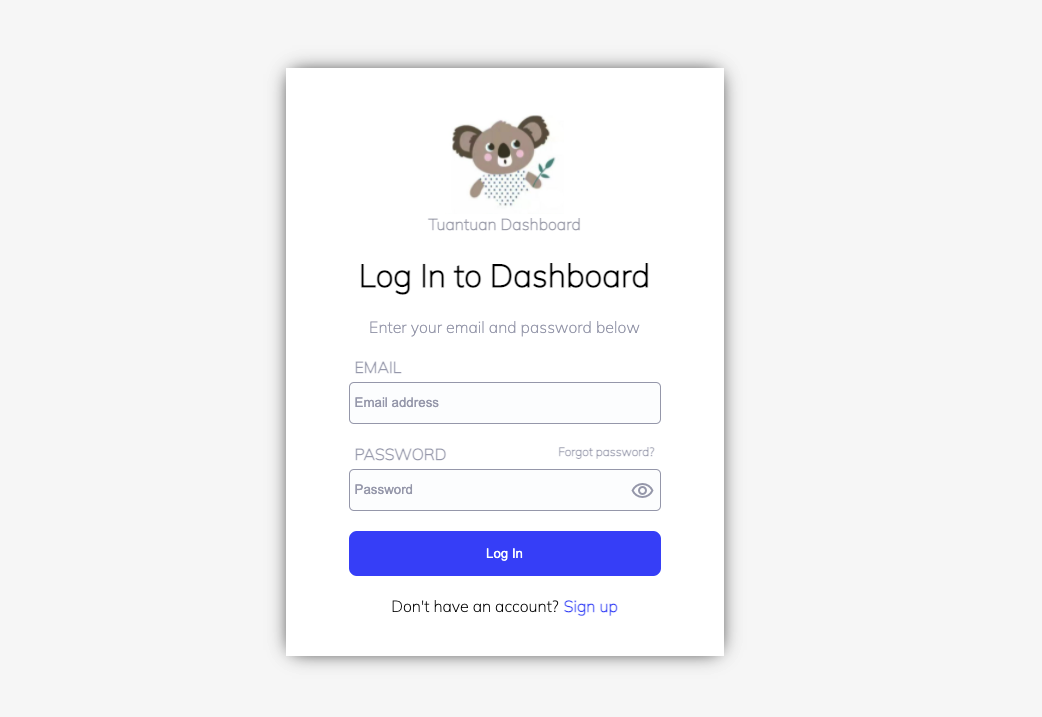 Tuantuan Dashboard
Log In to Dashboard
Enter your email and password below
EMAIL
Email address
PASSWORD Forgot password?
Password
Log In
Don't have an account? Sign up